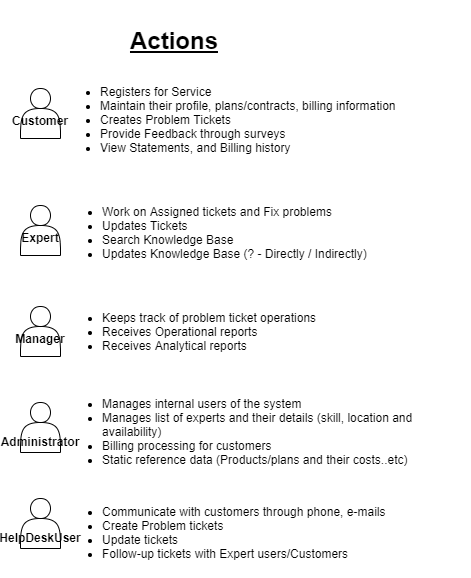 Actions
Customer
Registers for Service
Maintain their profile, plans/contracts, billing information
Creates Problem Tickets
Provide Feedback through surveys
View Statements, and Billing history
Expert
Work on Assigned tickets and Fix problems
Updates Tickets
Search Knowledge Base
Updates Knowledge Base (? - Directly / Indirectly)
Manager
Keeps track of problem ticket operations
Receives Operational reports
Receives Analytical reports
Administrator
Manages internal users of the system
Manages list of experts and their details (skill, location and
availability)
Billing processing for customers
Static reference data (Products/plans and their costs..etc)
HelpDeskUser
Communicate with customers through phone, e-mails
Create Problem tickets
Update tickets
Follow-up tickets with Expert users/Customers